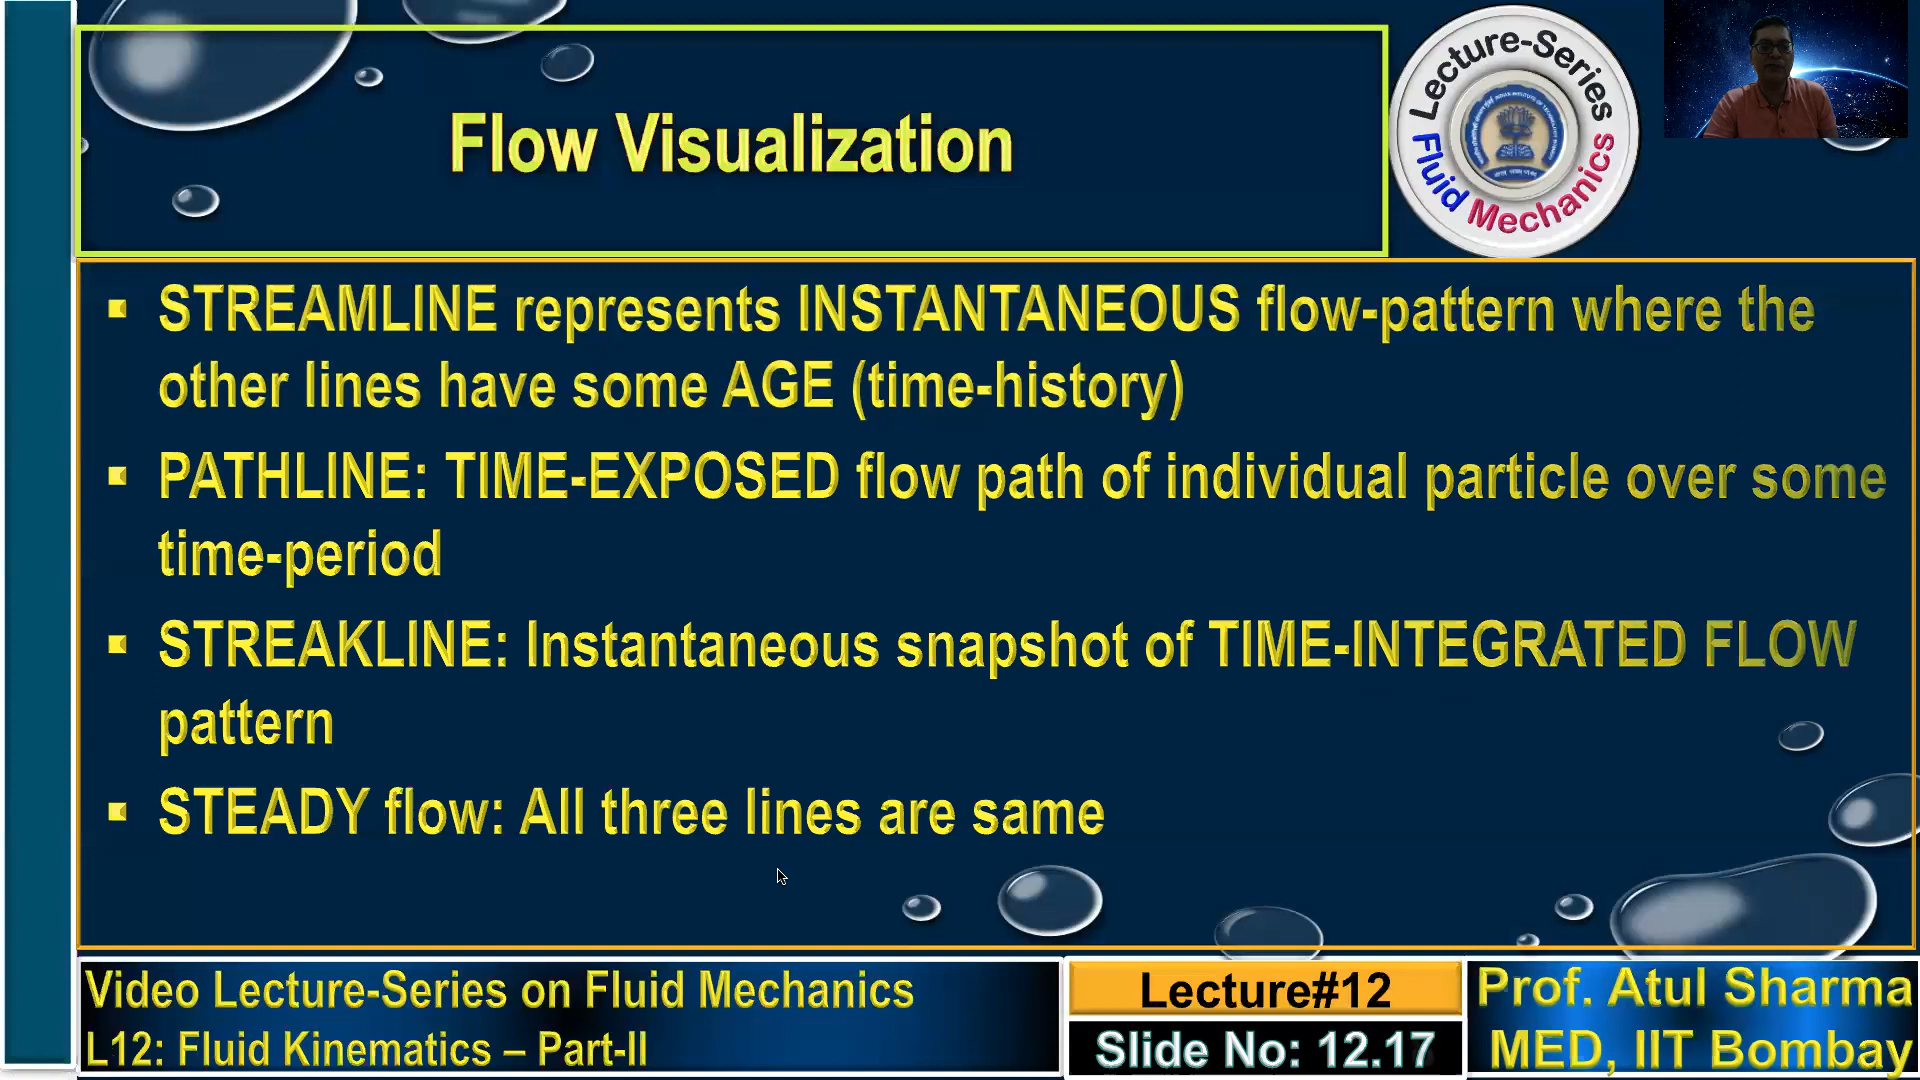 Flow Visualization
Lecture-Series
Fluid Mechanics
▪ STREAMLINE represents INSTANTANEOUS flow-pattern where the
other lines have some AGE (time-history)
▪ PATHLINE: TIME-EXPOSED flow path of individual particle over some
time-period
▪ STREAKLINE: Instantaneous snapshot of TIME-INTEGRATED FLOW
pattern
▪ STEADY flow: All three lines are same
Video Lecture-Series on Fluid Mechanics
L12: Fluid Kinematics – Part-II
Lecture#12
Slide No: 12.17
Prof. Atul Sharma
MED, IIT Bombay